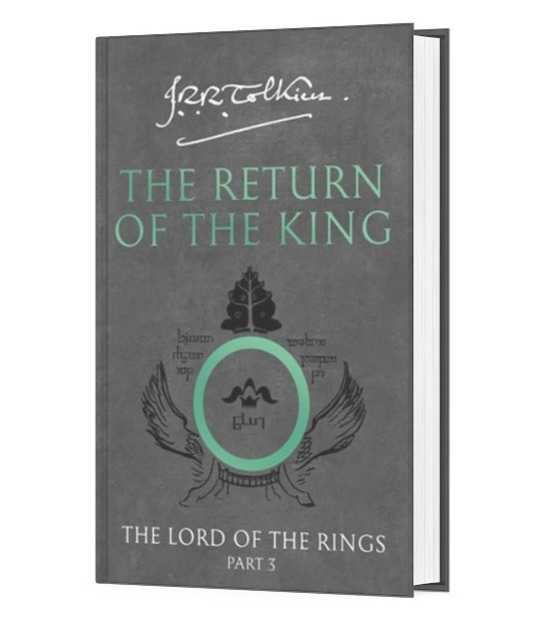 J.R.R. Tolkien.
THE RETURN
OF THE KING
THE LORD OF THE RINGS
PART 3